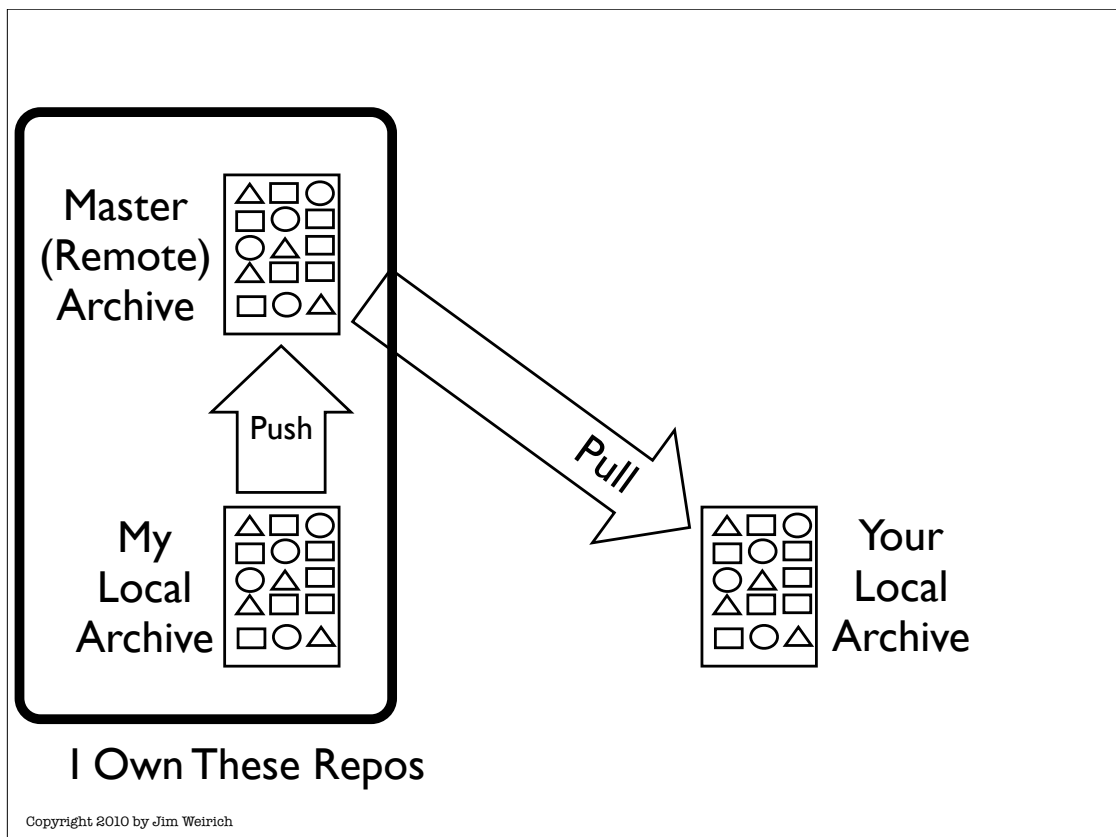 Master
(Remote)
Archive
Push
Pull
My
Local
Archive
Your
Local
Archive
I Own These Repos
Copyright 2010 by Jim Weirich